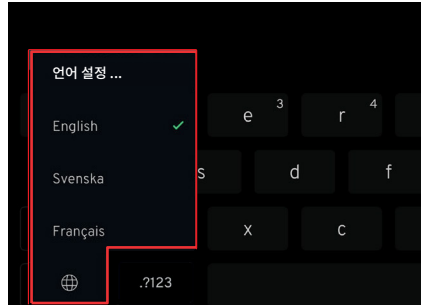 언어 설정 ...
English
e 3 r 4
Svenska
s d f
Français
x c
.?123